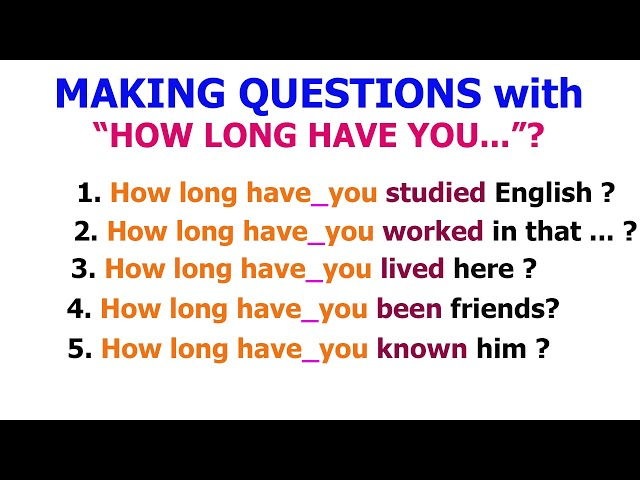 MAKING QUESTIONS with
“HOW LONG HAVE YOU...”?
1. How long have_you studied English ?
2. How long have_you worked in that ... ?
3. How long have_you lived here ?
4. How long have_you been friends?
5. How long have_you known him ?